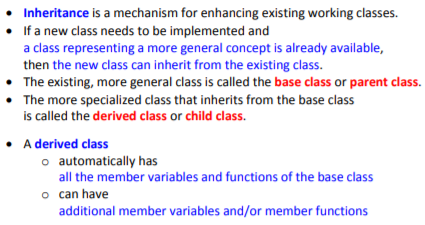 • Inheritance is a mechanism for enhancing existing working classes.
• If a new class needs to be implemented and
a class representing a more general concept is already available,
then the new class can inherit from the existing class.
• The existing, more general class is called the base class or parent class.
• The more specialized class that inherits from the base class
is called the derived class or child class.
• A derived class
o automatically has
all the member variables and functions of the base class
o can have
additional member variables and/or member functions